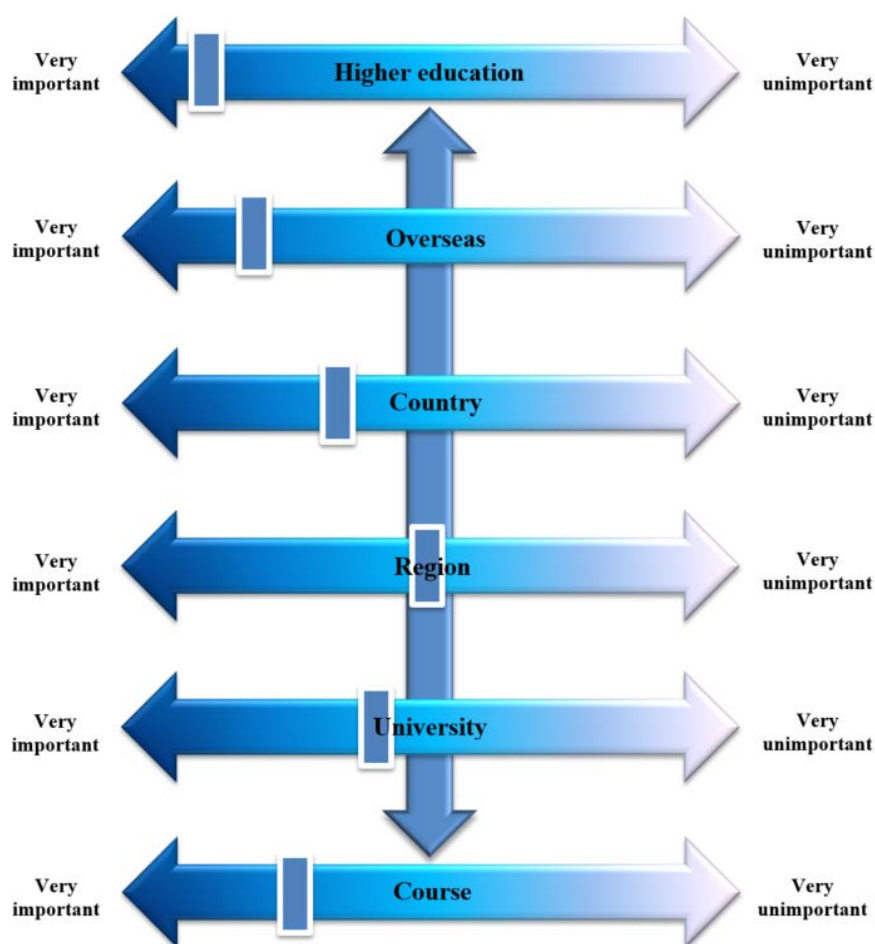 Very
important
Higher education
Very
unimportant
Very
important
Overseas
Very
unimportant
Very
important
Country
Very
unimportant
Very
important
Region
Very
unimportant
Very
important
University
Very
unimportant
Very
important
Course
Very
unimportant